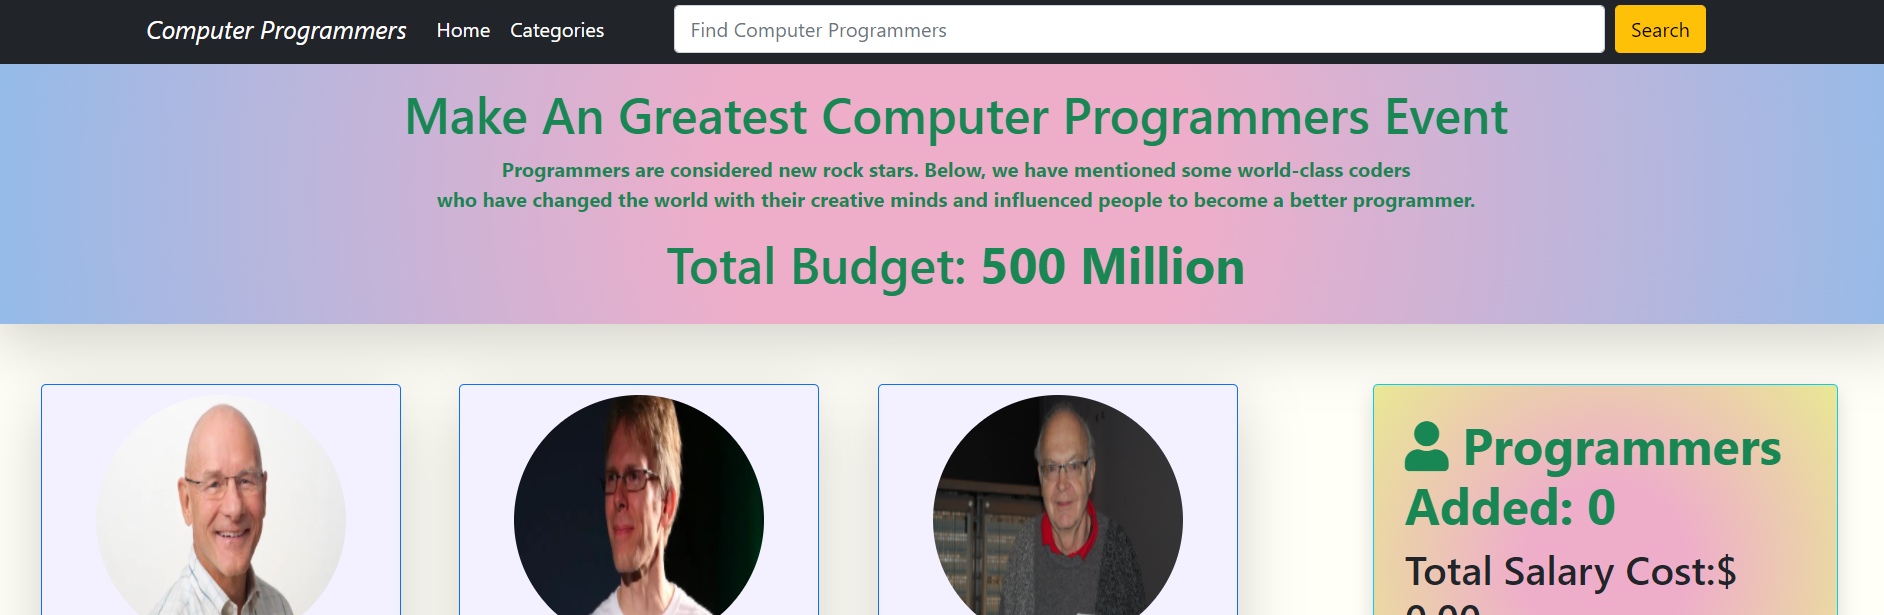 Computer Programmers Home Categories Find Computer Programmers Search
Make An Greatest Computer Programmers Event
Programmers are considered new rock stars. Below, we have mentioned some world-class coders
who have changed the world with their creative minds and influenced people to become a better programmer.
Total Budget: 500 Million
Programmers
Added: 0
Total Salary Cost:$
0.00